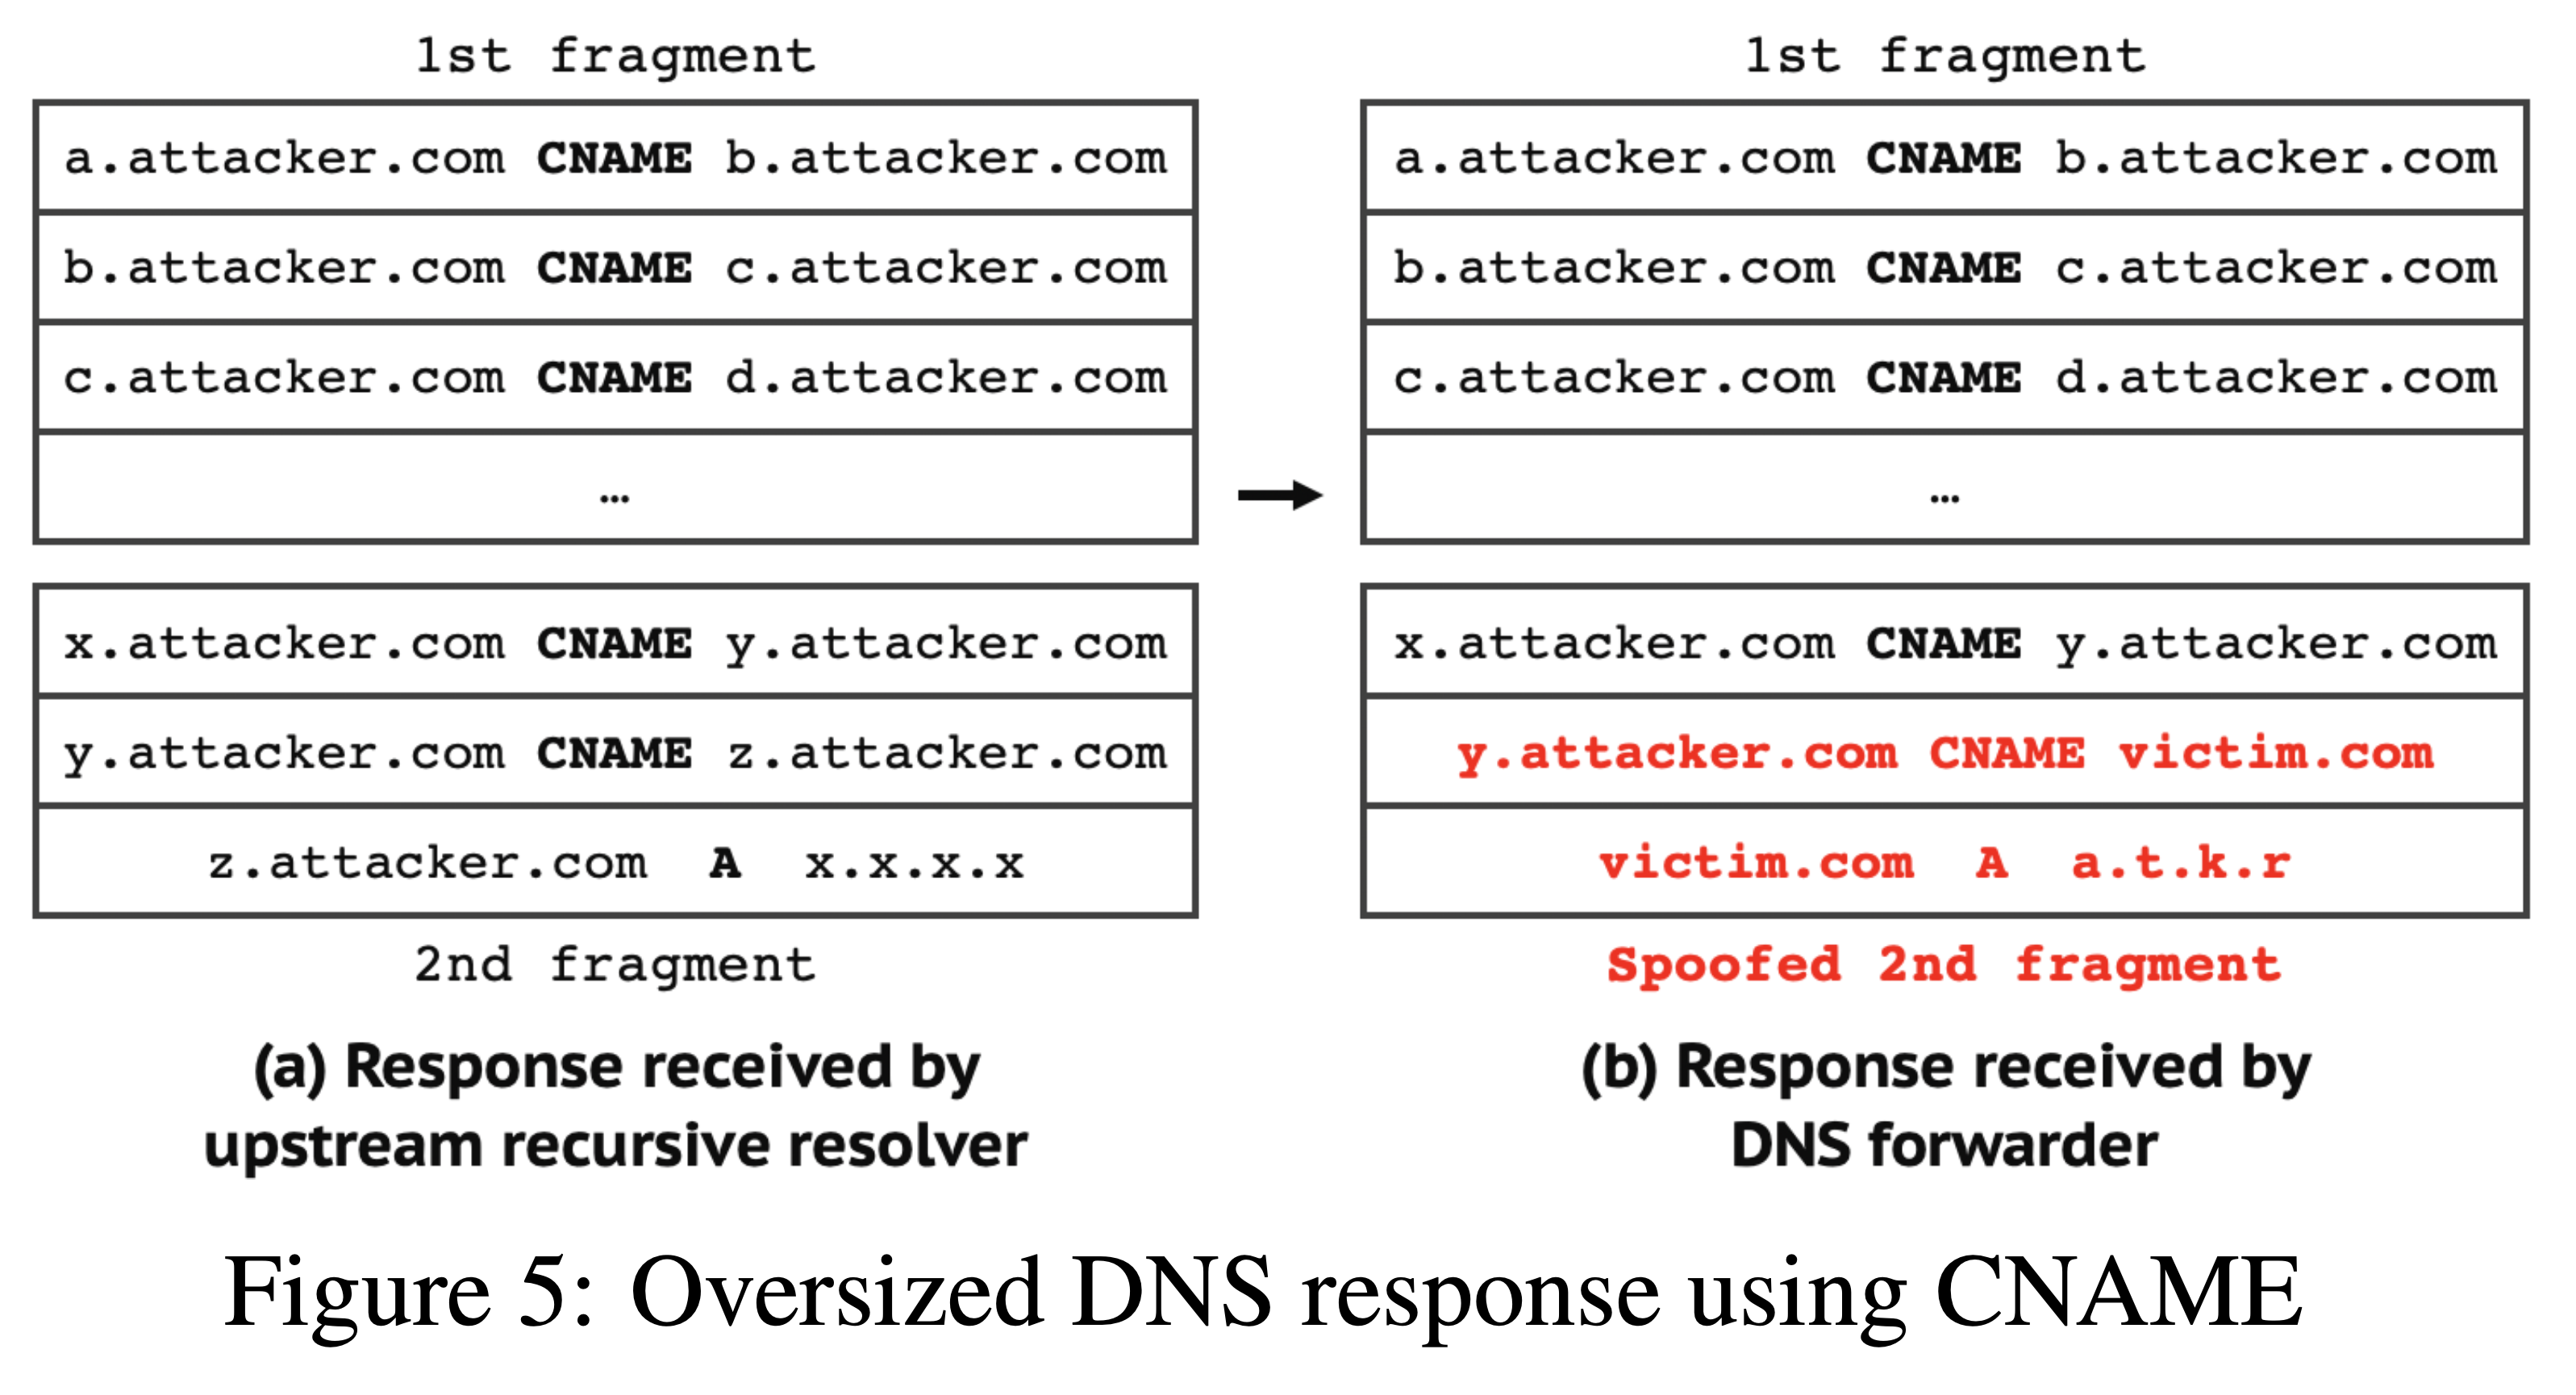 1st fragment
a.attacker.com CNAME b.attacker.com
b.attacker.com CNAME c.attacker.com
c.attacker.com CNAME d.attacker.com
…
x.attacker.com CNAME y.attacker.com
y.attacker.com CNAME z.attacker.com
z.attacker.com A x.x.x.x
2nd fragment
(a) Response received by
upstream recursive resolver
1st fragment
a.attacker.com CNAME b.attacker.com
b.attacker.com CNAME c.attacker.com
c.attacker.com CNAME d.attacker.com
…
x.attacker.com CNAME y.attacker.com
y.attacker.com CNAME victim.com
victim.com A a.t.k.r
Spoofed 2nd fragment
(b) Response received by
DNS forwarder
Figure 5: Oversized DNS response using CNAME